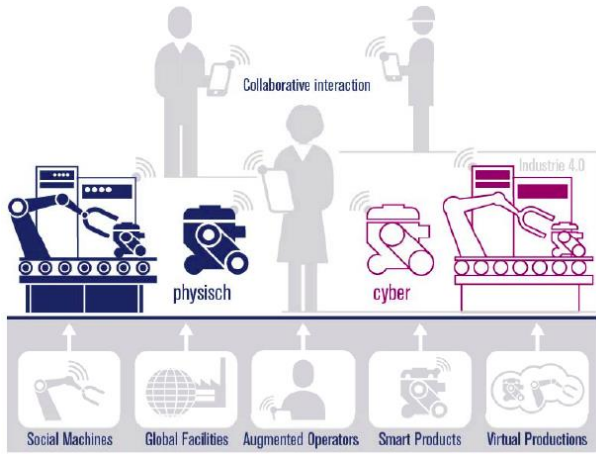 Collaborative interaction
Industrie 4.0
physisch
cyber
Social Machines
Global Facilities
Augmented Operators
Smart Products
Virtual Productions